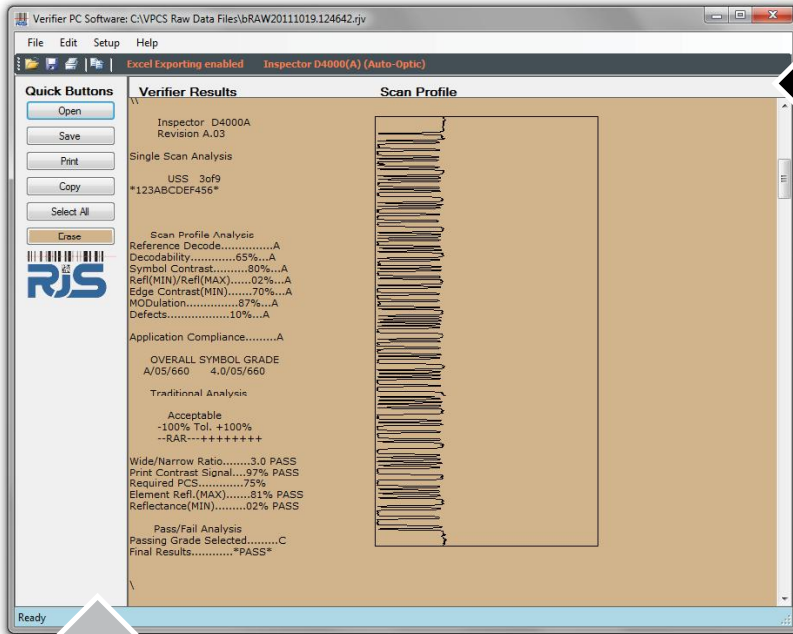 Verifier PC Software: C:\VPCS Raw Data Files\bRAW20111019.124642.rjv
File Edit Setup Help
Excel Exporting enabled Inspector D4000(A) (Auto-Optic)
Quick Buttons
Open
Save
Print
Copy
Select All
Erase
RJS
Verifier Results
\\
Inspector D4000A
Revision A.03
Single Scan Analysis
USS 3of9
*123ABCDEF456*
Scan Profile Analysis
Reference Decode...............A
Decodability.............65%...A
Symbol Contrast..........80%...A
Refl(MIN)/Refl(MAX)......02%...A
Edge Contrast(MIN).....70%...A
MODulation...............87%...A
Defects..................10%...A
Application Compliance.........A
OVERALL SYMBOL GRADE
A/05/660 4.0/05/660
Traditional Analysis
Acceptable
-100% Tol. +100%
--RAR---++++++++
Wide/Narrow Ratio........3.0 PASS
Print Contrast Signal....97% PASS
Required PCS.............75%
Element Refl.(MAX).......81% PASS
Reflectance(MIN).........02% PASS
Pass/Fail Analysis
Passing Grade Selected.........C
Final Results............*PASS*
\
Scan Profile
Ready